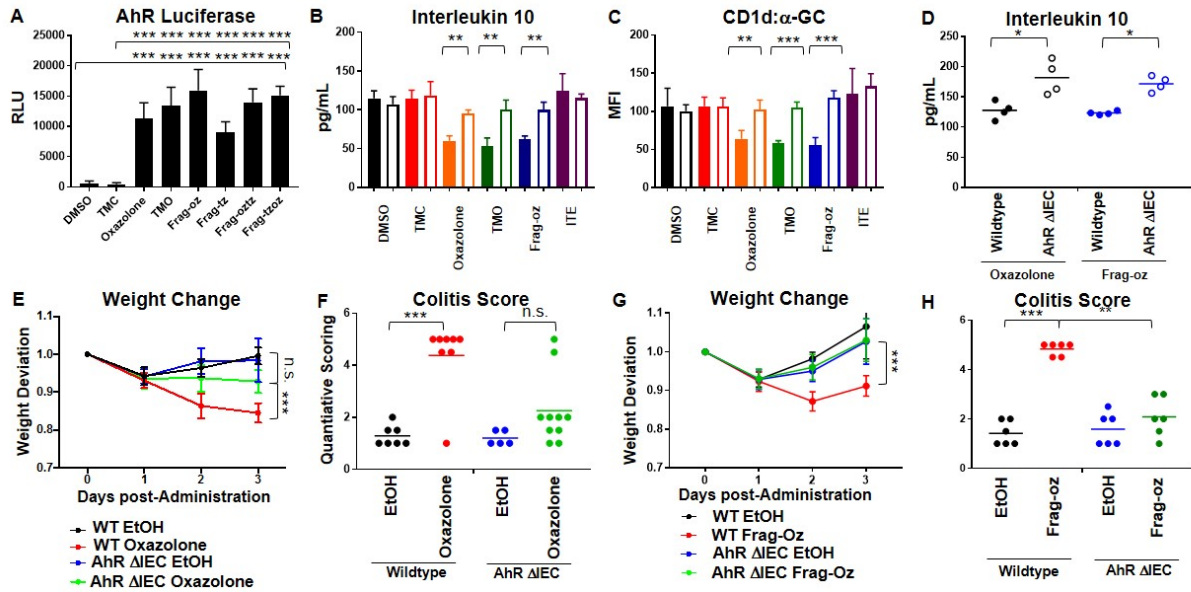 A AhR Luciferase
*** *** *** *** *** ***
*** *** *** *** *** ***
RLU
25000
20000
15000
10000
5000
0
DMSO TMC Oxazolone TMO Frag-oz Frag-tz Frag-oztz Frag-tzoz
B Interleukin 10
** ** **
pg/mL
200
150
100
50
0
DMSO TMC Oxazolone TMO Frag-oz ITE
C CD1d:α-GC
** *** ***
MFI
200
150
100
50
0
DMSO TMC Oxazolone TMO Frag-oz ITE
D Interleukin 10
* *
pg/mL
250
200
150
100
50
0
Wildtype AhR ΔIEC Wildtype AhR ΔIEC
Oxazolone Frag-oz
E Weight Change
Weight Deviation
1.1
1.0
0.9
0.8
0.7
n.s.
***
0 1 2 3
Days post-Administration
WT EtOH
WT Oxazolone
AhR ΔIEC EtOH
AhR ΔIEC Oxazolone
F Colitis Score
*** n.s.
Quantiative Scoring
6
4
2
0
EtOH Oxazolone EtOH Oxazolone
Wildtype AhR ΔIEC
G Weight Change
Weight Deviation
1.1
1.0
0.9
0.8
0.7
***
0 1 2 3
Days post-Administration
WT EtOH
WT Frag-Oz
AhR ΔIEC EtOH
AhR ΔIEC Frag-Oz
H Colitis Score
*** **
6
4
2
0
EtOH Frag-oz EtOH Frag-oz
Wildtype AhR ΔIEC